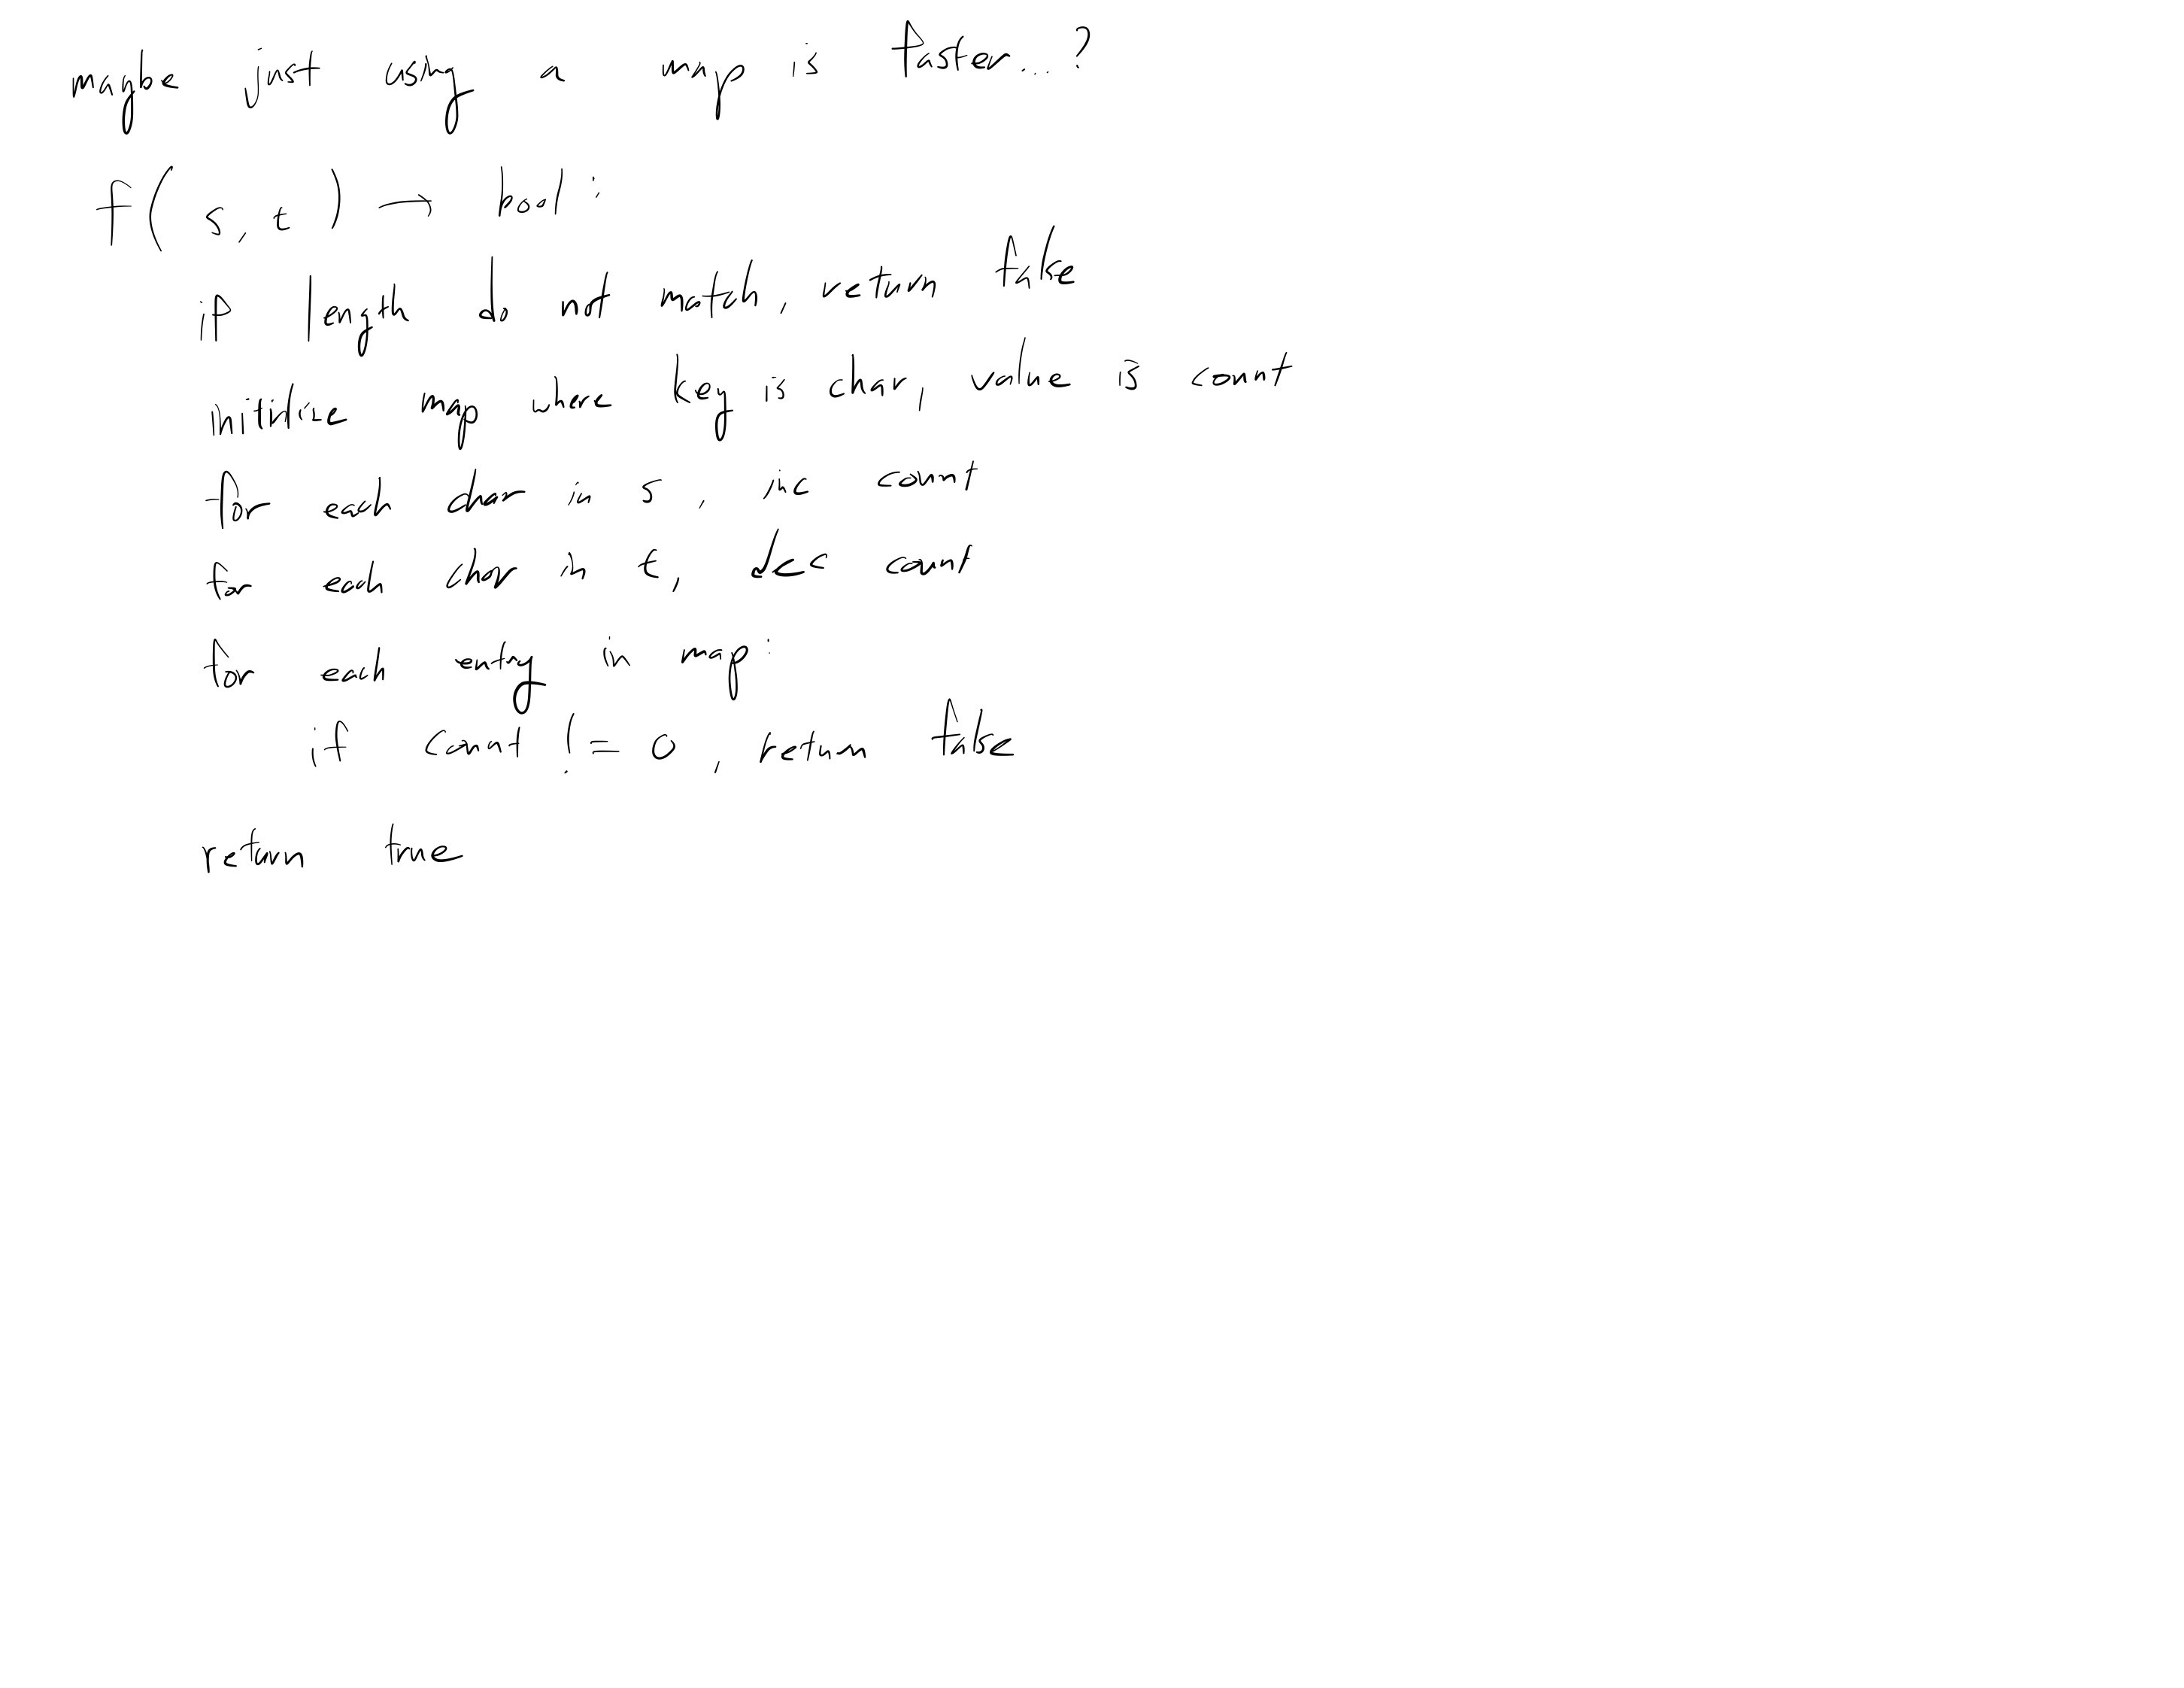 maybe just using a map is faster...?
f(s, t) → bool:
if length do not match, return false
initialize map where key is char, value is count
for each char in s, inc count
for each char in t, dec count
for each entry in map:
if count != 0, return false
return true